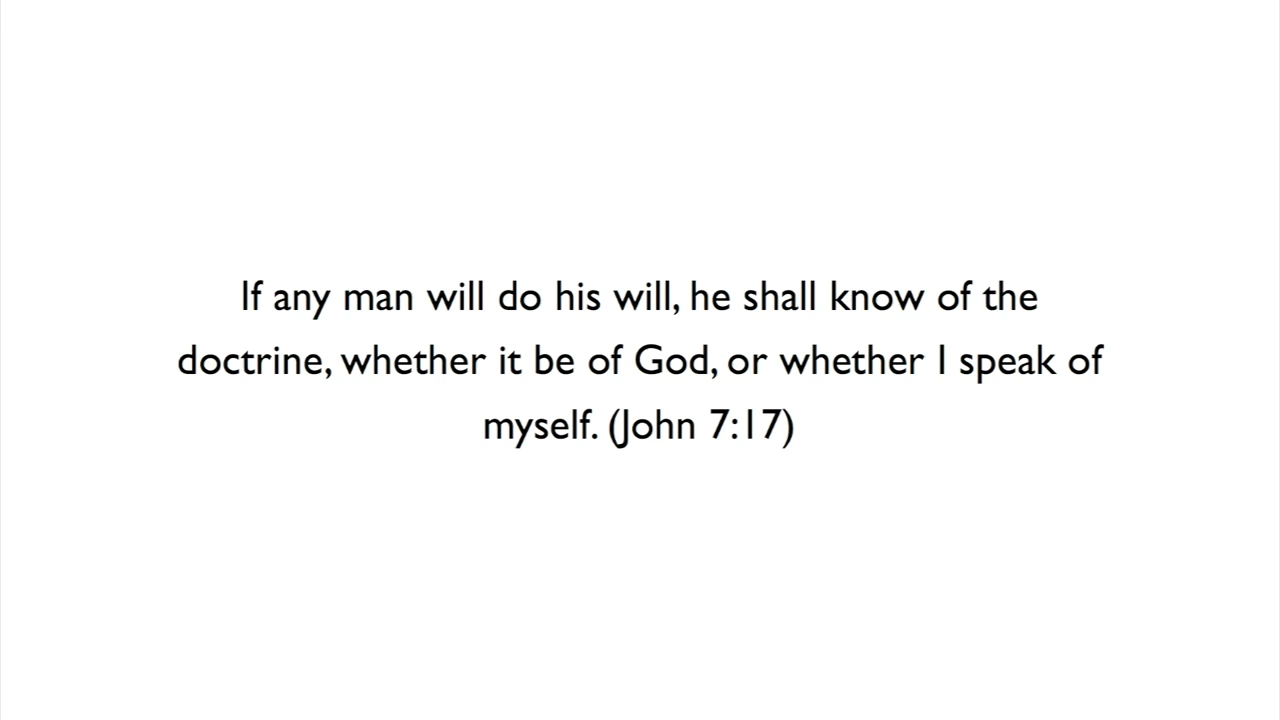 If any man will do his will, he shall know of the
doctrine, whether it be of God, or whether I speak of
myself. (John 7:17)